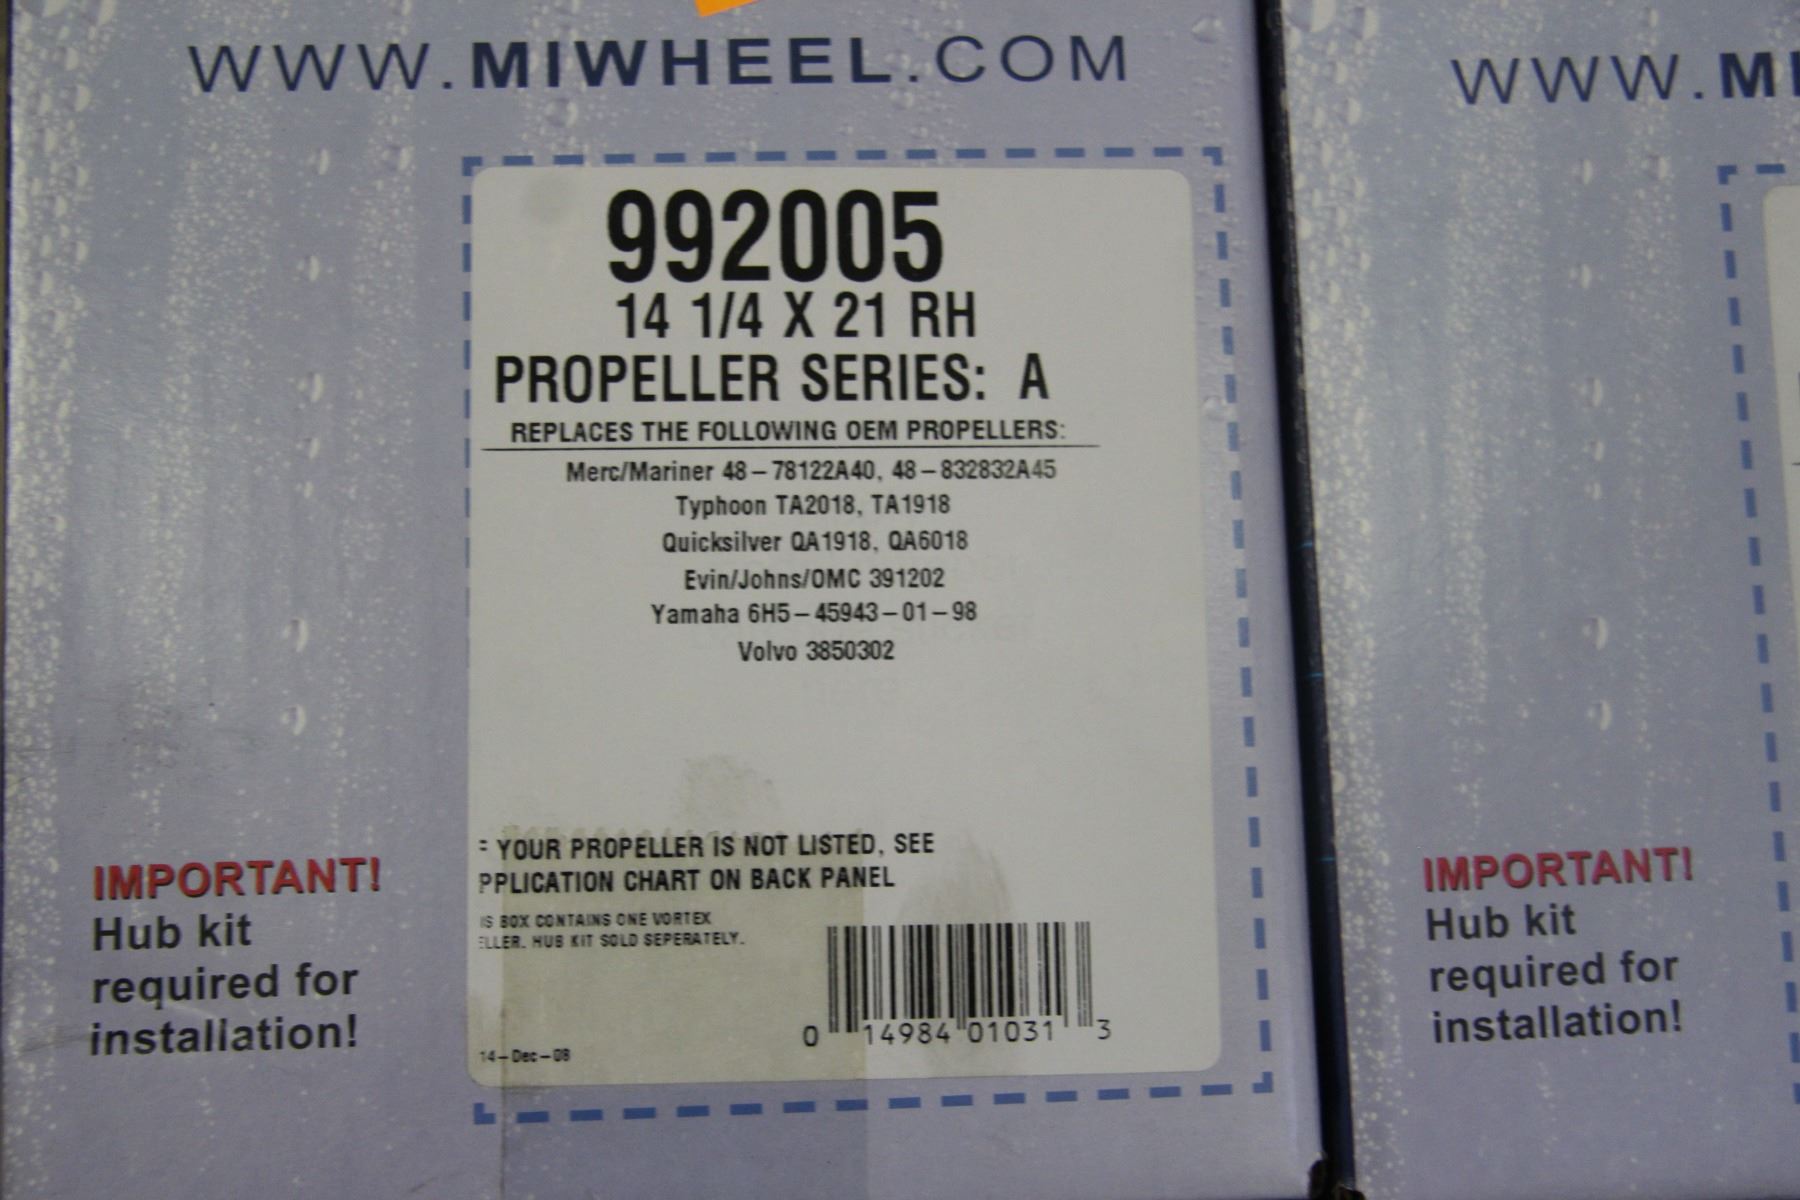 WWW.MIWHEEL.COM
992005
14 1/4 X 21 RH
PROPELLER SERIES: A
REPLACES THE FOLLOWING OEM PROPELLERS:
Merc/Mariner 48-78122A40, 48-832832A45
Typhoon TA2018, TA1918
Quicksilver QA1918, QA6018
Evin/Johns/OMC 391202
Yamaha 6H5-45943-01-98
Volvo 3850302
YOUR PROPELLER IS NOT LISTED, SEE
PPLICATION CHART ON BACK PANEL
IS BOX CONTAINS ONE VORTEX
ELLER. HUB KIT SOLD SEPERATELY.
0 14984 01031 3
14-Dec-08
IMPORTANT!
Hub kit
required for
installation!
WWW.MI
IMPORTANT!
Hub kit
required for
installation!